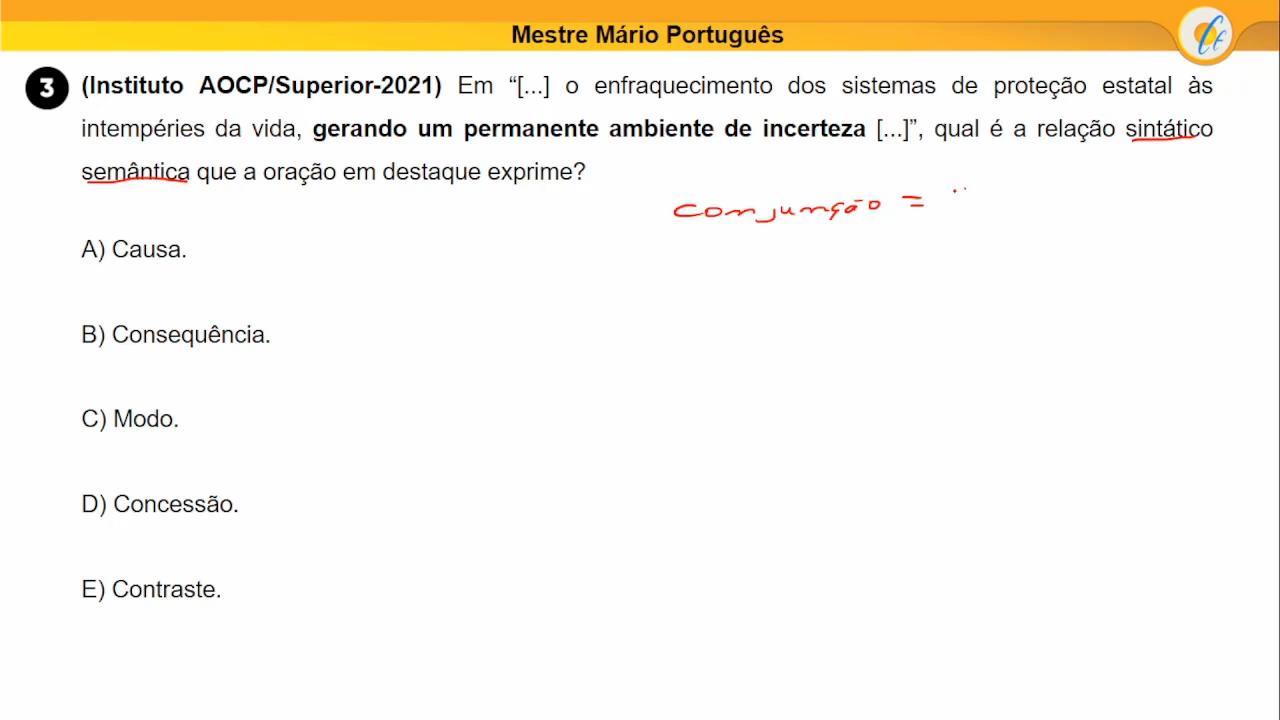 Mestre Mário Português
3 (Instituto AOCP/Superior-2021) Em “[...] o enfraquecimento dos sistemas de proteção estatal às
intempéries da vida, gerando um permanente ambiente de incerteza [...]”, qual é a relação sintático
semântica que a oração em destaque exprime?
conjunção =
A) Causa.
B) Consequência.
C) Modo.
D) Concessão.
E) Contraste.